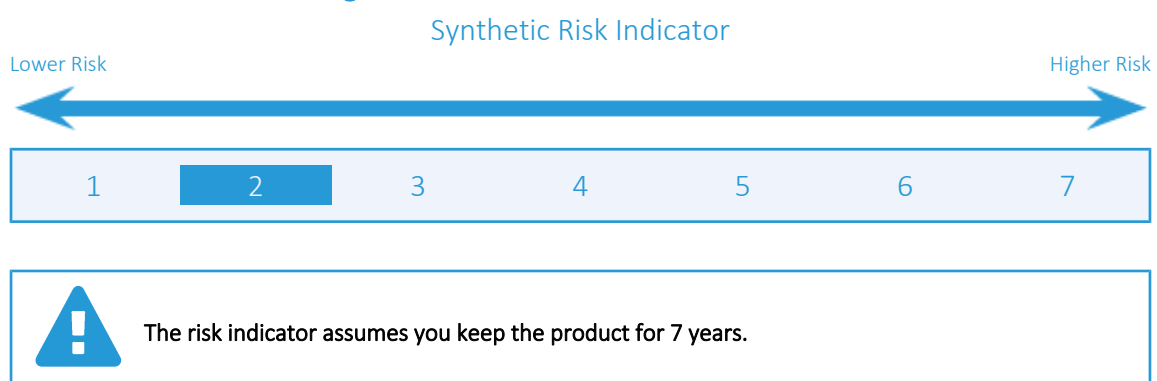 Synthetic Risk Indicator
Lower Risk Higher Risk
1 2 3 4 5 6 7
The risk indicator assumes you keep the product for 7 years.